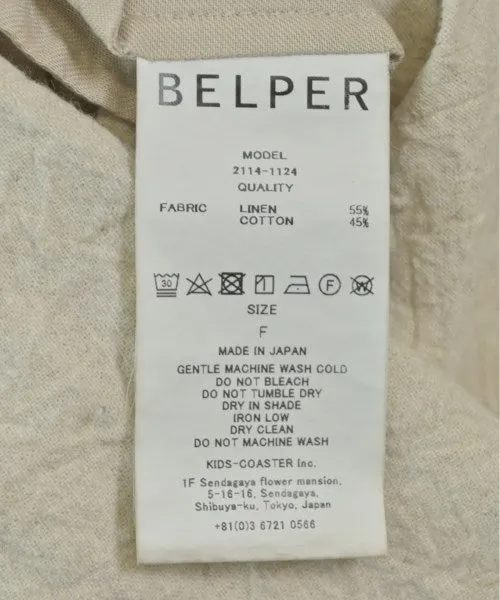 BELPER
MODEL
2114-1124
QUALITY
FABRIC LINEN 55%
COTTON 45%
30
F
SIZE
F
MADE IN JAPAN
GENTLE MACHINE WASH COLD
DO NOT BLEACH
DO NOT TUMBLE DRY
DRY IN SHADE
IRON LOW
DRY CLEAN
DO NOT MACHINE WASH
KIDS-COASTER Inc.
1F Sendagaya flower mansion,
5-16-16, Sendagaya,
Shibuya-ku, Tokyo, Japan
+81(0)3 6721 0566